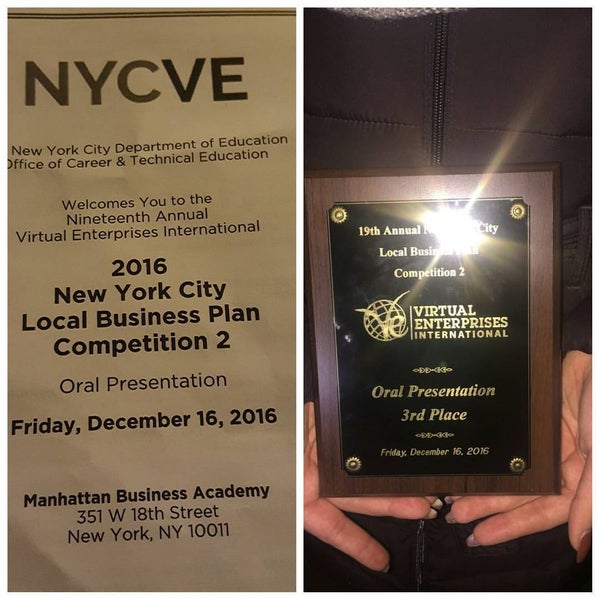 NYCVE
New York City Department of Education
Office of Career & Technical Education
Welcomes You to the
Nineteenth Annual
Virtual Enterprises International
2016
New York City
Local Business Plan
Competition 2
Oral Presentation
Friday, December 16, 2016
Manhattan Business Academy
351 W 18th Street
New York, NY 10011
19th Annual City
Local Business Plan
Competition 2
VIRTUAL
ENTERPRISES
INTERNATIONAL
Oral Presentation
3rd Place
Friday, December 16, 2016